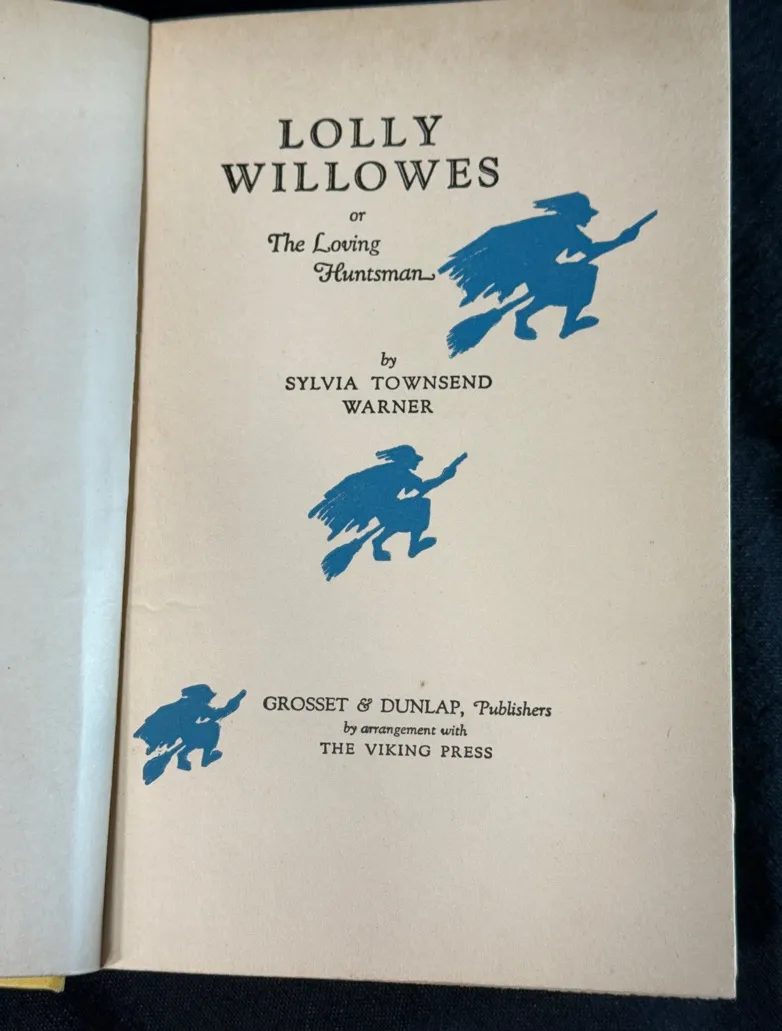 LOLLY
WILLOWES
or
The Loving
Huntsman
by
SYLVIA TOWNSEND
WARNER
GROSSET & DUNLAP, Publishers
by arrangement with
THE VIKING PRESS